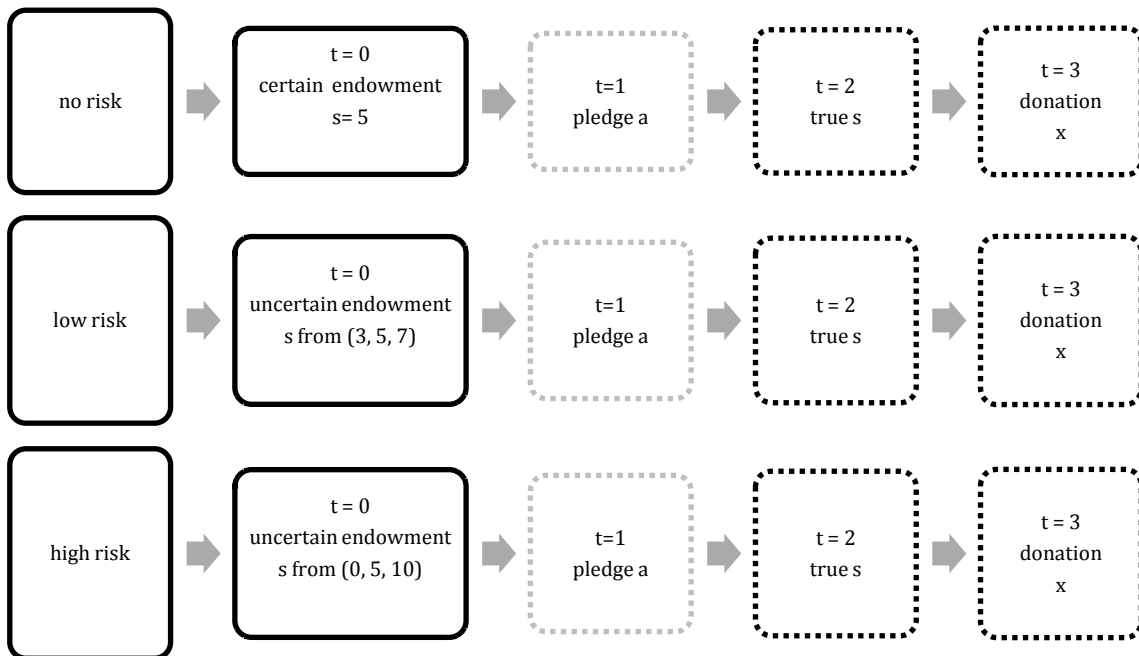 no risk
t = 0
certain endowment
s= 5
t=1
pledge a
t = 2
true s
t = 3
donation
x
low risk
t = 0
uncertain endowment
s from (3, 5, 7)
t=1
pledge a
t = 2
true s
t = 3
donation
x
high risk
t = 0
uncertain endowment
s from (0, 5, 10)
t=1
pledge a
t = 2
true s
t = 3
donation
x